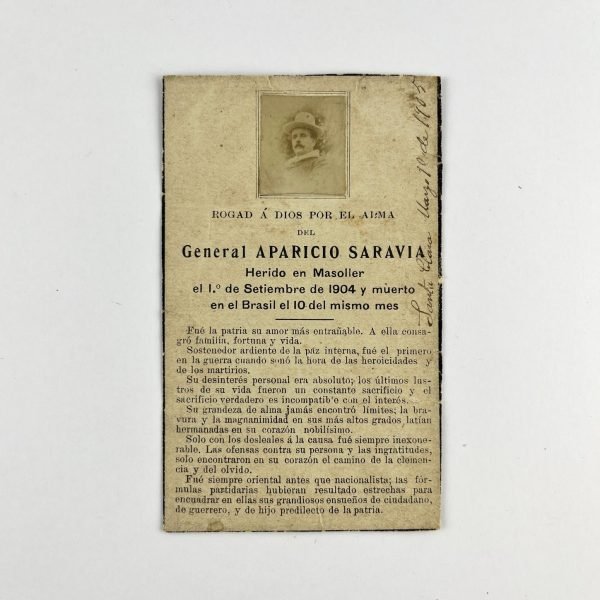 ROGAD Á DIOS POR EL ALMA
DEL
General APARICIO SARAVIA
Herido en Masoller
el 1.º de Setiembre de 1904 y muerto
en el Brasil el 10 del mismo mes
Fué la patria su amor más entrañable. A ella consa-
gró familia, fortuna y vida.
Sostenedor ardiente de la paz interna, fué el primero
en la guerra cuando sonó la hora de las heroicidades y
de los martirios.
Su desinterés personal era absoluto; los últimos lus-
tros de su vida fueron un constante sacrificio y el
sacrificio verdadero es incompatib'e con el interés.
Su grandeza de alma jamás encontró límites; la bra-
vura y la magnanimidad en sus más altos grados latían
hermanadas en su corazón nobilísimo.
Solo con los desleales á la causa fué siempre inexo-
rable. Las ofensas contra su persona y las ingratitudes,
solo encontraron en su corazón el camino de la clemen-
cia y del olvido.
Fué siempre oriental antes que nacionalista; las fór-
mulas partidarias hubieran resultado estrechas para
encuadrar en ellas sus grandiosos ensueños de ciudadano,
de guerrero, y de hijo predilecto de la patria.
Santa Clara Mayo 10 de 1905